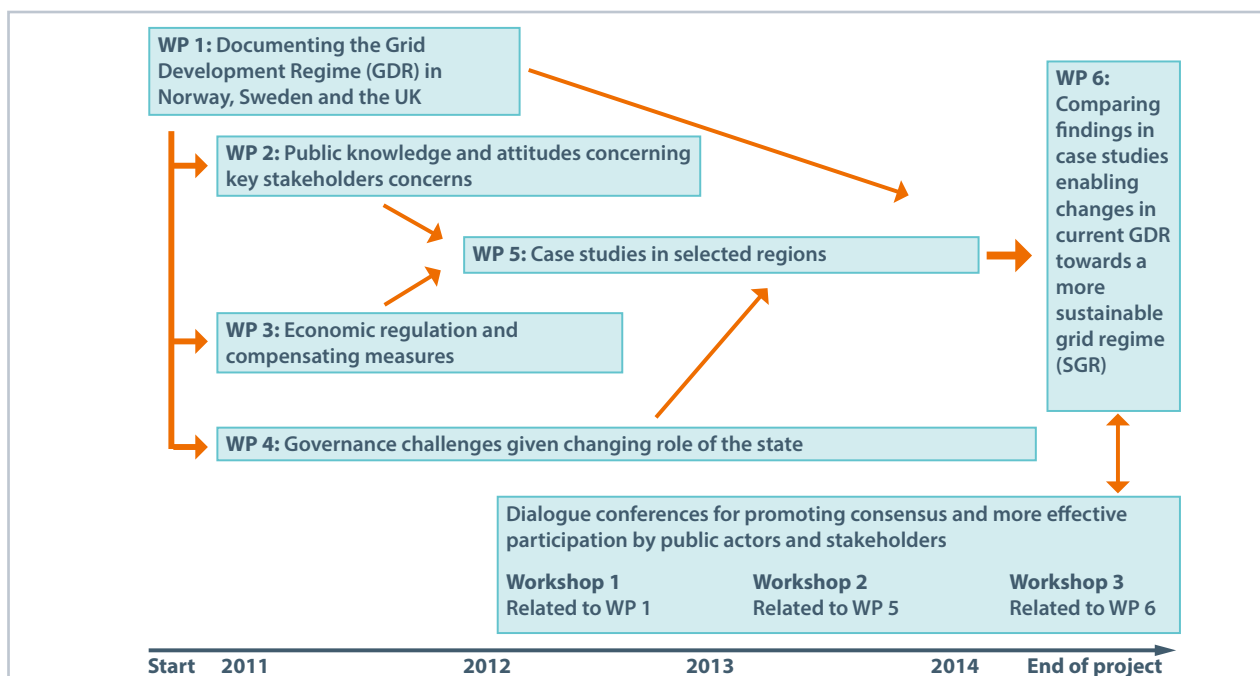 WP 1: Documenting the Grid
Development Regime (GDR) in
Norway, Sweden and the UK
WP 2: Public knowledge and attitudes concerning
key stakeholders concerns
WP 5: Case studies in selected regions
WP 3: Economic regulation and
compensating measures
WP 4: Governance challenges given changing role of the state
WP 6:
Comparing
findings in
case studies
enabling
changes in
current GDR
towards a
more
sustainable
grid regime
(SGR)
Dialogue conferences for promoting consensus and more effective
participation by public actors and stakeholders
Workshop 1
Related to WP 1
Workshop 2
Related to WP 5
Workshop 3
Related to WP 6
Start 2011 2012 2013 2014 End of project